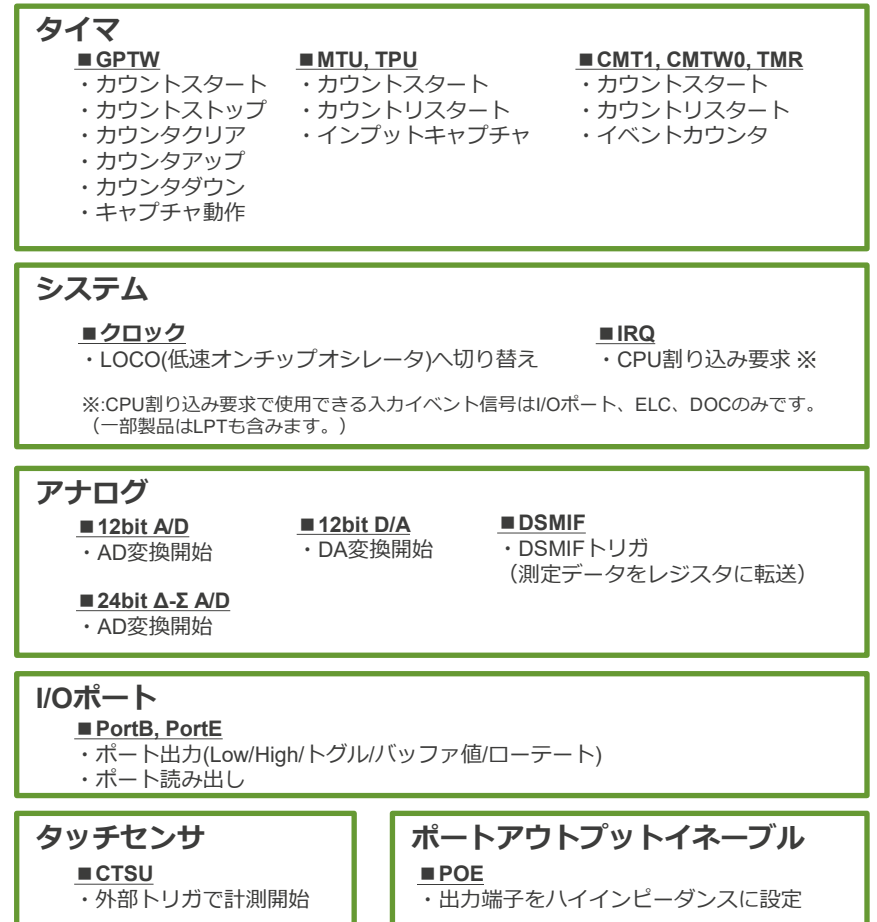 タイマ
■GPTW
・カウントスタート
・カウントストップ
・カウンタクリア
・カウンタアップ
・カウンタダウン
・キャプチャ動作
■MTU, TPU
・カウントスタート
・カウントリスタート
・インプットキャプチャ
■CMT1, CMTW0, TMR
・カウントスタート
・カウントリスタート
・イベントカウンタ
システム
■クロック
・LOCO(低速オンチップオシレータ)へ切り替え
■IRQ
・CPU割り込み要求 ※
※:CPU割り込み要求で使用できる入力イベント信号はI/Oポート、ELC、DOCのみです。
（一部製品はLPTも含みます。）
アナログ
■12bit A/D
・AD変換開始
■12bit D/A
・DA変換開始
■DSMIF
・DSMIFトリガ
（測定データをレジスタに転送）
■24bit Δ-Σ A/D
・AD変換開始
I/Oポート
■PortB, PortE
・ポート出力(Low/High/トグル/バッファ値/ローテート)
・ポート読み出し
タッチセンサ
■CTSU
・外部トリガで計測開始
ポートアウトプットイネーブル
■POE
・出力端子をハイインピーダンスに設定